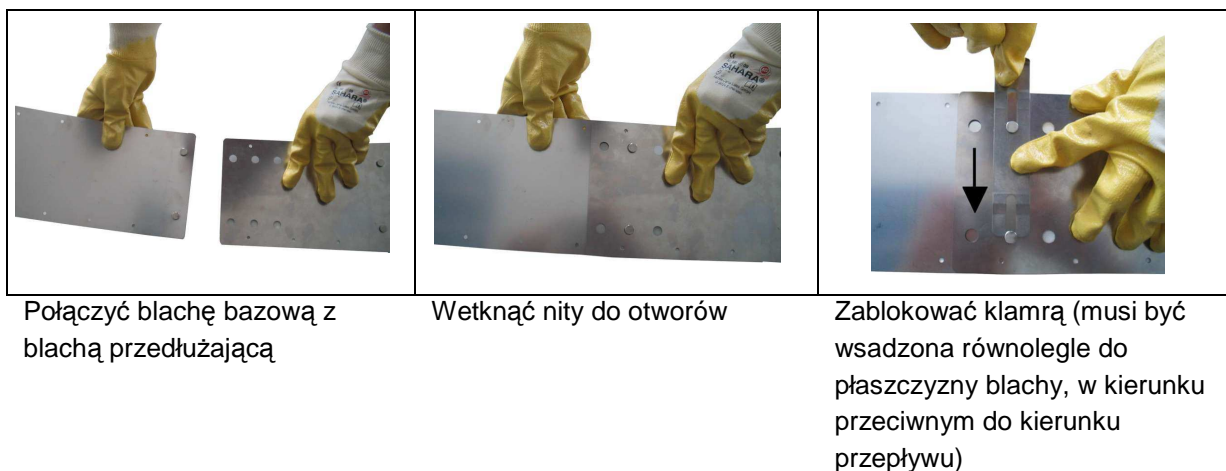 SAHARA
SAHARA
Połączyć blachę bazową z
blachą przedłużającą
Wetknąć nity do otworów
Zablokować klamrą (musi być
wsadzona równolegle do
płaszczyzny blachy, w kierunku
przeciwnym do kierunku
przepływu)